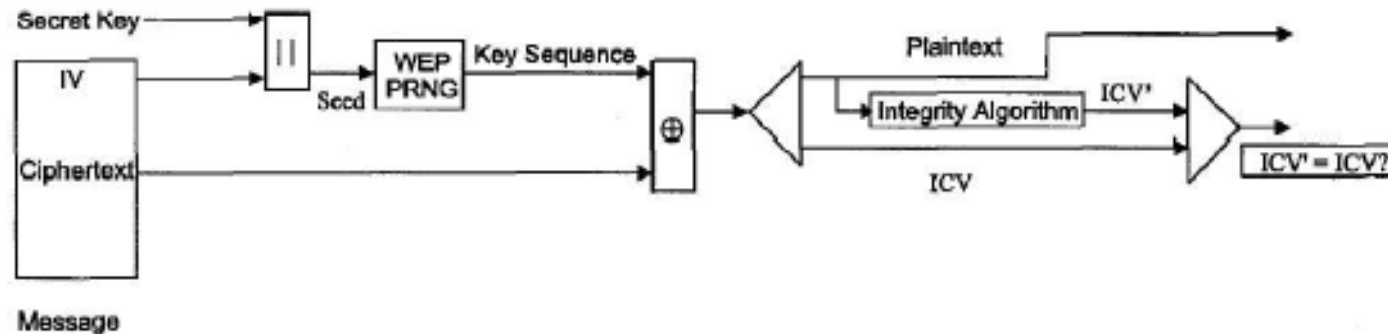 Secret Key
IV
||
Seed
WEP
PRNG
Key Sequence
Ciphertext
⊕
Plaintext
Integrity Algorithm
ICV'
ICV
ICV' = ICV?
Message